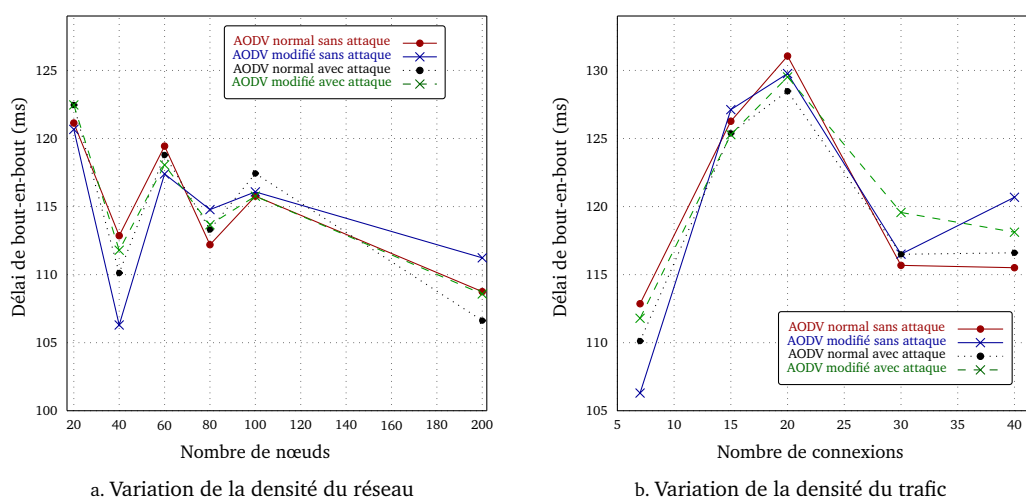 AODV normal sans attaque
AODV modifié sans attaque
AODV normal avec attaque
AODV modifié avec attaque
125
120
115
110
105
100
20 40 60 80 100 120 140 160 180 200
Délai de bout-en-bout (ms)
Nombre de nœuds
a. Variation de la densité du réseau
130
125
120
115
110
105
5 10 15 20 25 30 35 40
Délai de bout-en-bout (ms)
AODV normal sans attaque
AODV modifié sans attaque
AODV normal avec attaque
AODV modifié avec attaque
Nombre de connexions
b. Variation de la densité du trafic